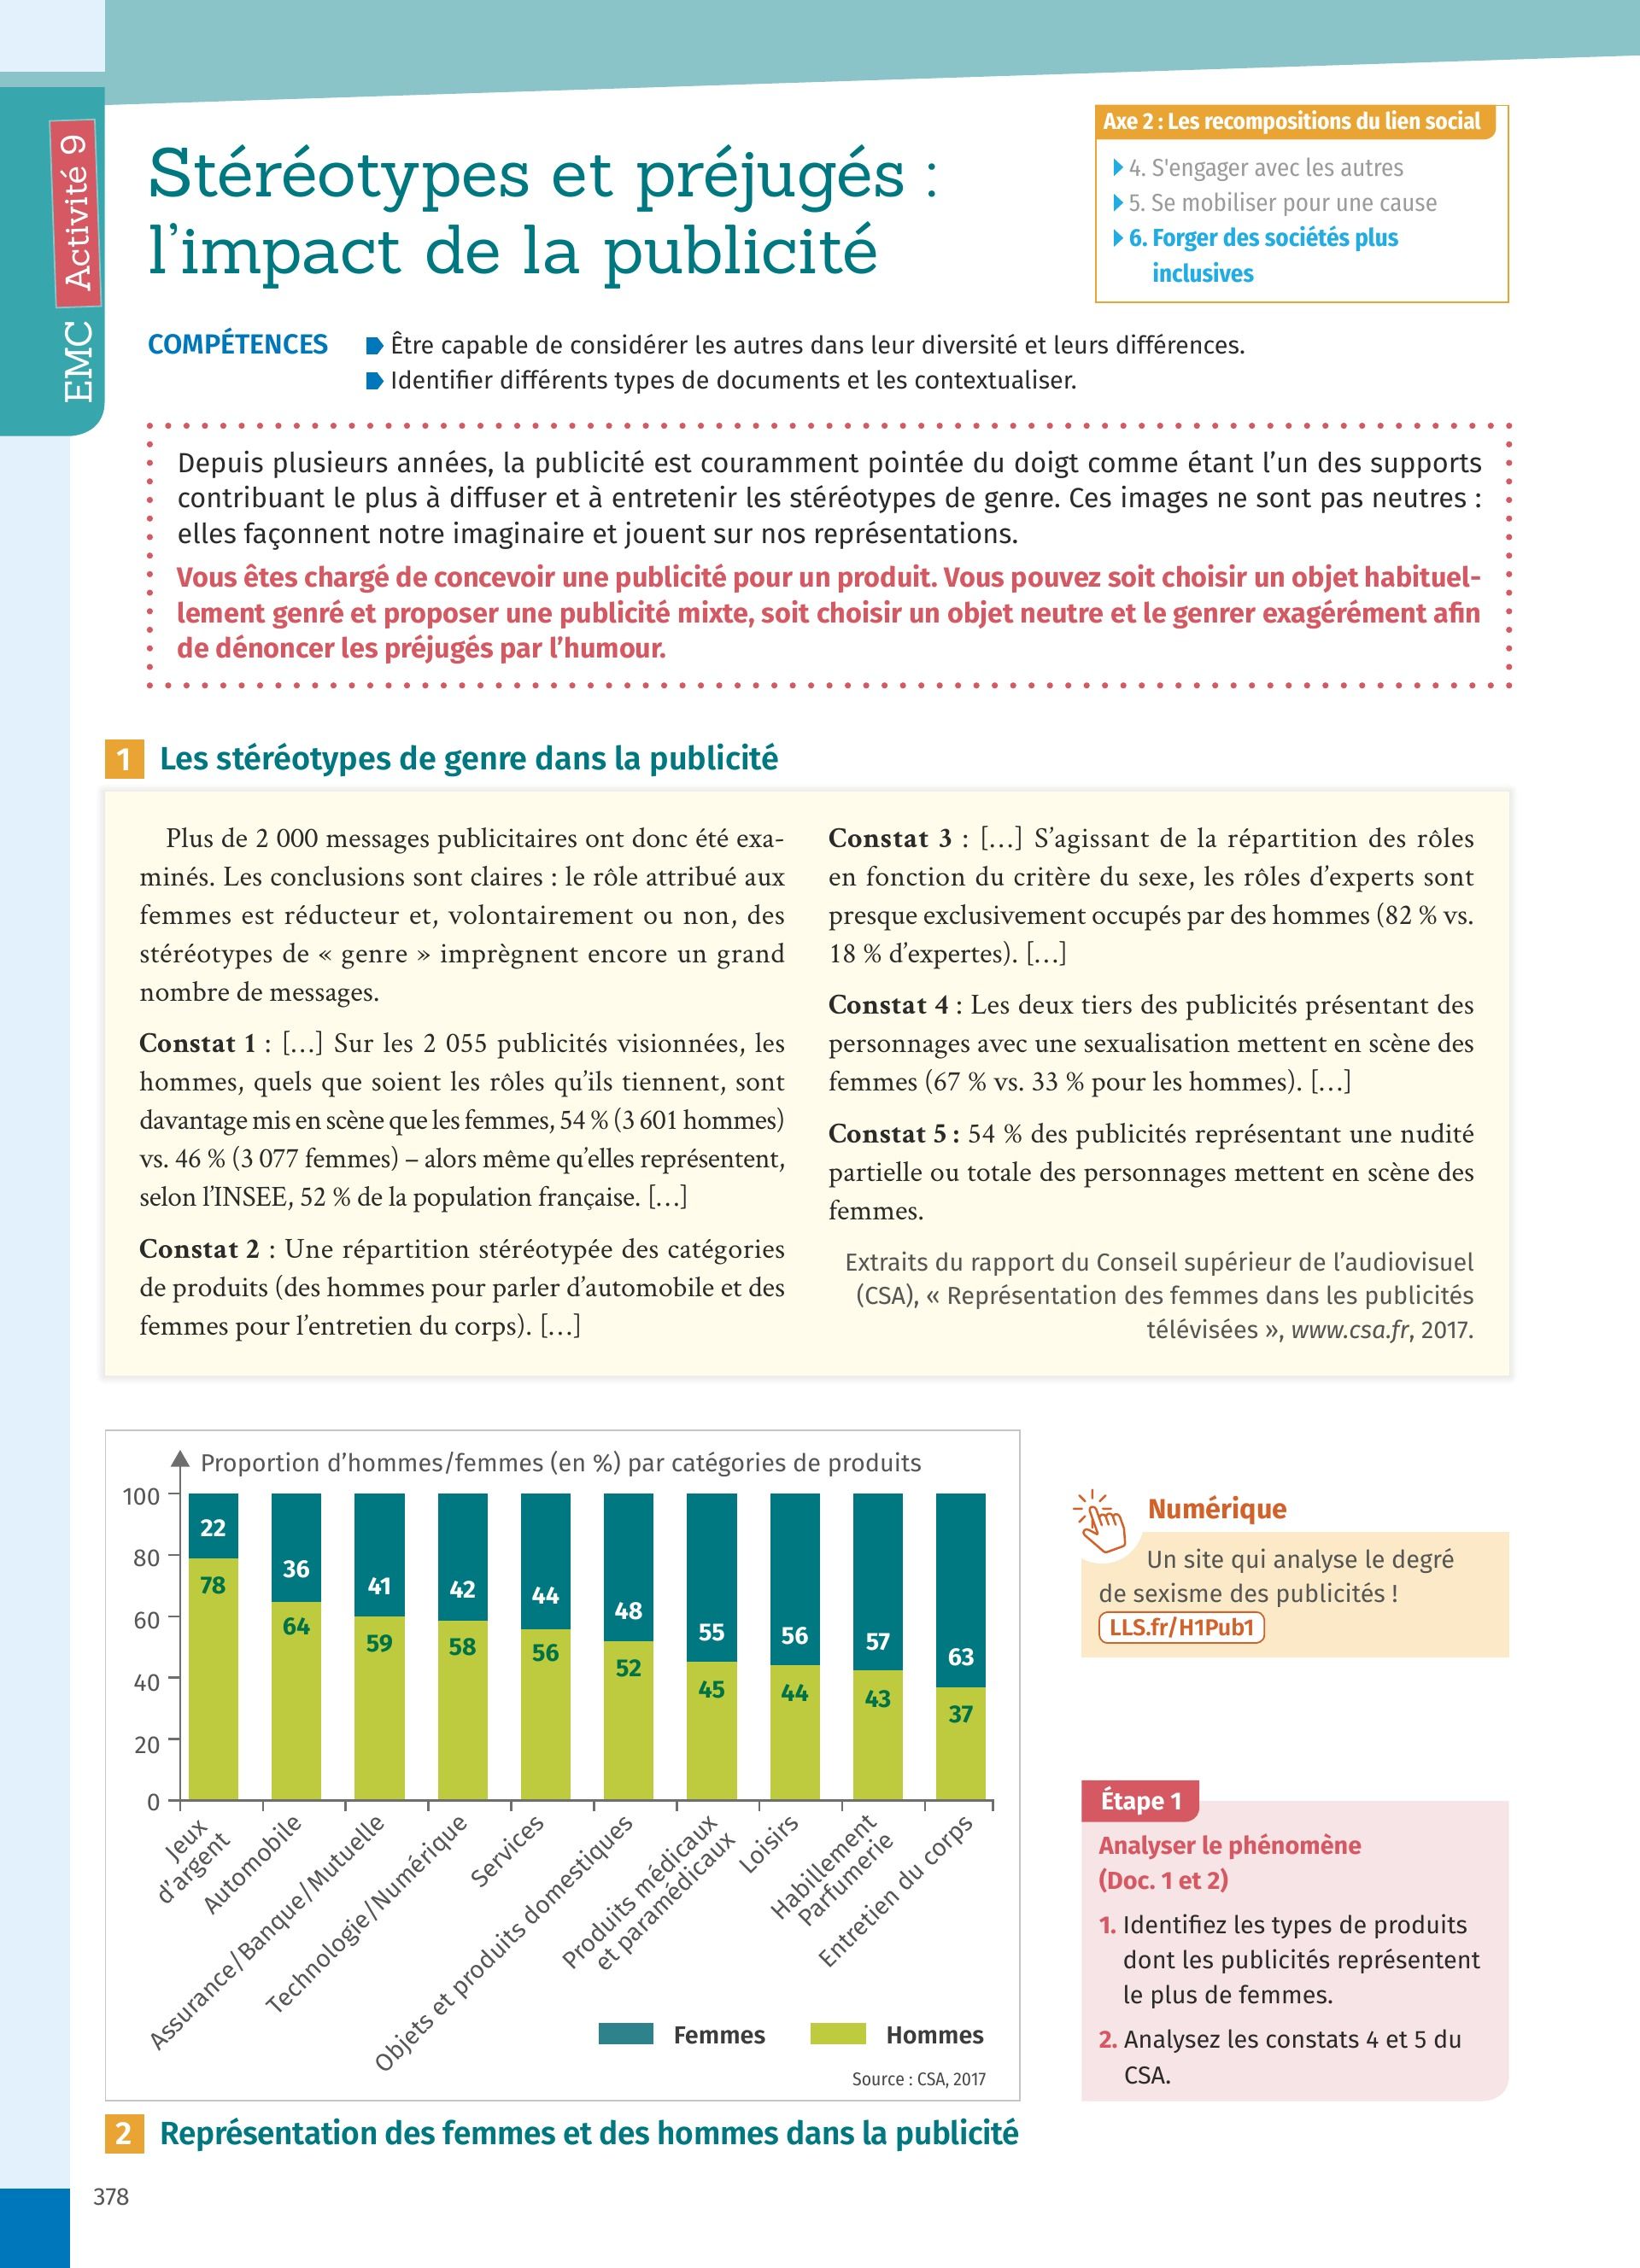 EMC Activité 9
Stéréotypes et préjugés :
l'impact de la publicité
Axe 2 : Les recompositions du lien social
4. S'engager avec les autres
5. Se mobiliser pour une cause
6. Forger des sociétés plus
inclusives
COMPÉTENCES
Être capable de considérer les autres dans leur diversité et leurs différences.
Identifier différents types de documents et les contextualiser.
Depuis plusieurs années, la publicité est couramment pointée du doigt comme étant l'un des supports
contribuant le plus à diffuser et à entretenir les stéréotypes de genre. Ces images ne sont pas neutres :
elles façonnent notre imaginaire et jouent sur nos représentations.
Vous êtes chargé de concevoir une publicité pour un produit. Vous pouvez soit choisir un objet habituel-
lement genré et proposer une publicité mixte, soit choisir un objet neutre et le genrer exagérément afin
de dénoncer les préjugés par l'humour.
1 Les stéréotypes de genre dans la publicité
Plus de 2 000 messages publicitaires ont donc été exa-
minés. Les conclusions sont claires : le rôle attribué aux
femmes est réducteur et, volontairement ou non, des
stéréotypes de « genre » imprègnent encore un grand
nombre de messages.
Constat 1 : […] Sur les 2 055 publicités visionnées, les
hommes, quels que soient les rôles qu'ils tiennent, sont
davantage mis en scène que les femmes, 54 % (3 601 hommes)
vs. 46 % (3 077 femmes) – alors même qu'elles représentent,
selon l'INSEE, 52 % de la population française. […]
Constat 2 : Une répartition stéréotypée des catégories
de produits (des hommes pour parler d'automobile et des
femmes pour l'entretien du corps). […]
Constat 3 : […] S'agissant de la répartition des rôles
en fonction du critère du sexe, les rôles d'experts sont
presque exclusivement occupés par des hommes (82 % vs.
18 % d'expertes). […]
Constat 4 : Les deux tiers des publicités présentant des
personnages avec une sexualisation mettent en scène des
femmes (67 % vs. 33 % pour les hommes). […]
Constat 5 : 54 % des publicités représentant une nudité
partielle ou totale des personnages mettent en scène des
femmes.
Extraits du rapport du Conseil supérieur de l'audiovisuel
(CSA), « Représentation des femmes dans les publicités
télévisées », www.csa.fr, 2017.
Proportion d'hommes/femmes (en %) par catégories de produits
100
80
60
40
20
0
22
78
36
64
41
59
42
58
44
56
48
52
55
45
56
44
57
43
63
37
Jeux
d'argent
Automobile
Assurance/Banque/Mutuelle
Technologie/Numérique
Services
Objets et produits domestiques
Produits médicaux
et paramédicaux
Loisirs
Habillement
Parfumerie
Entretien du corps
Femmes
Hommes
Source : CSA, 2017
2 Représentation des femmes et des hommes dans la publicité
Numérique
Un site qui analyse le degré
de sexisme des publicités !
LLS.fr/H1Pub1
Étape 1
Analyser le phénomène
(Doc. 1 et 2)
1. Identifiez les types de produits
dont les publicités représentent
le plus de femmes.
2. Analysez les constats 4 et 5 du
CSA.
378